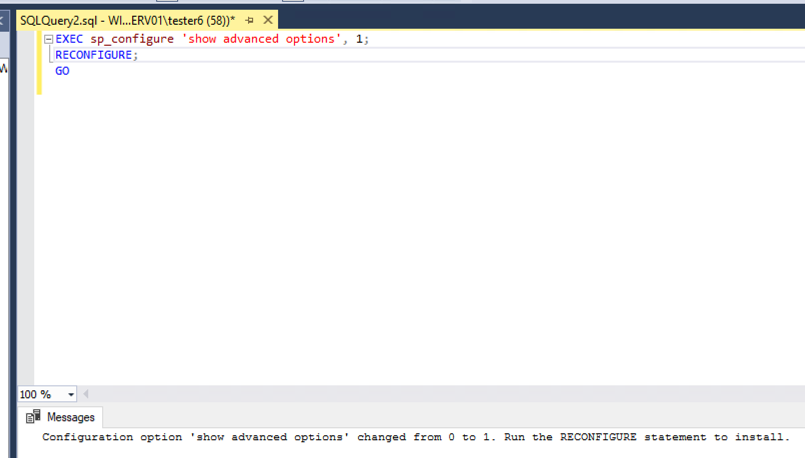 SQLQuery2.sql - WI...ERV01\tester6 (58))*
EXEC sp_configure 'show advanced options', 1;
RECONFIGURE;
GO
100 %
Messages
Configuration option 'show advanced options' changed from 0 to 1. Run the RECONFIGURE statement to install.